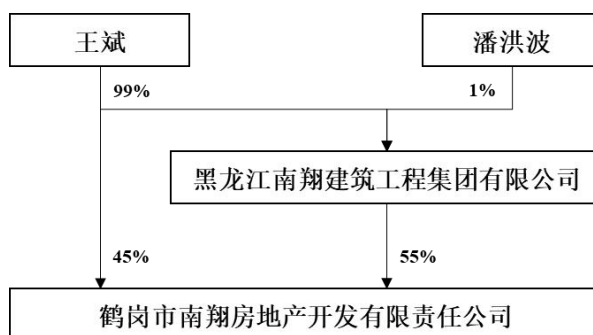 王斌
潘洪波
99%
1%
黑龙江南翔建筑工程集团有限公司
45%
55%
鹤岗市南翔房地产开发有限责任公司